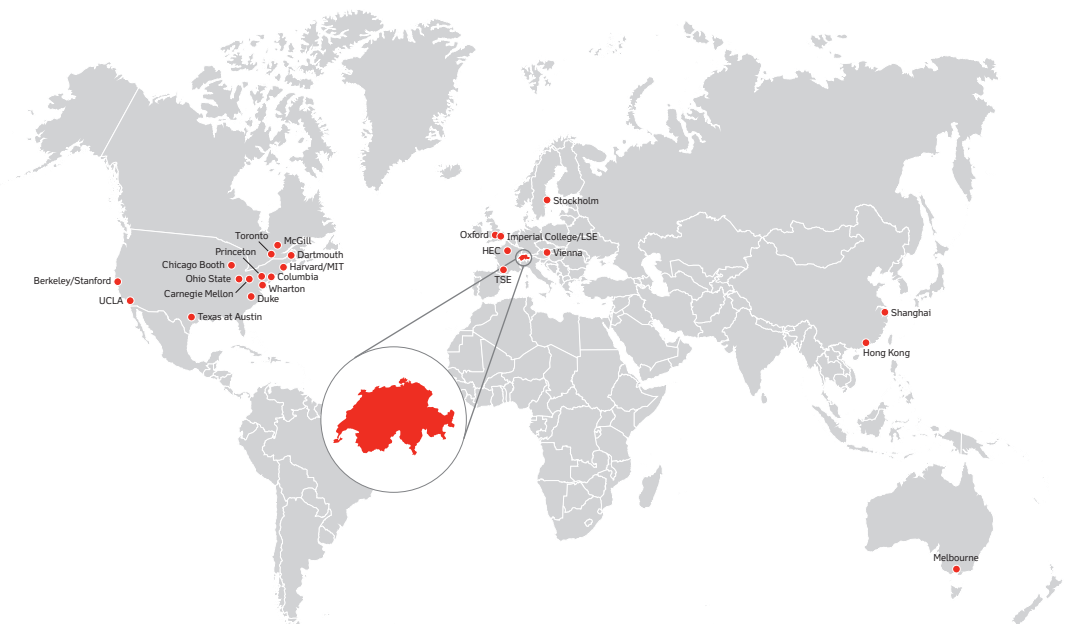 Stockholm
Oxford
Imperial College/LSE
HEC
Vienna
TSE
Toronto
McGill
Princeton
Dartmouth
Chicago Booth
Harvard/MIT
Ohio State
Columbia
Carnegie Mellon
Wharton
Duke
Berkeley/Stanford
UCLA
Texas at Austin
Shanghai
Hong Kong
Melbourne